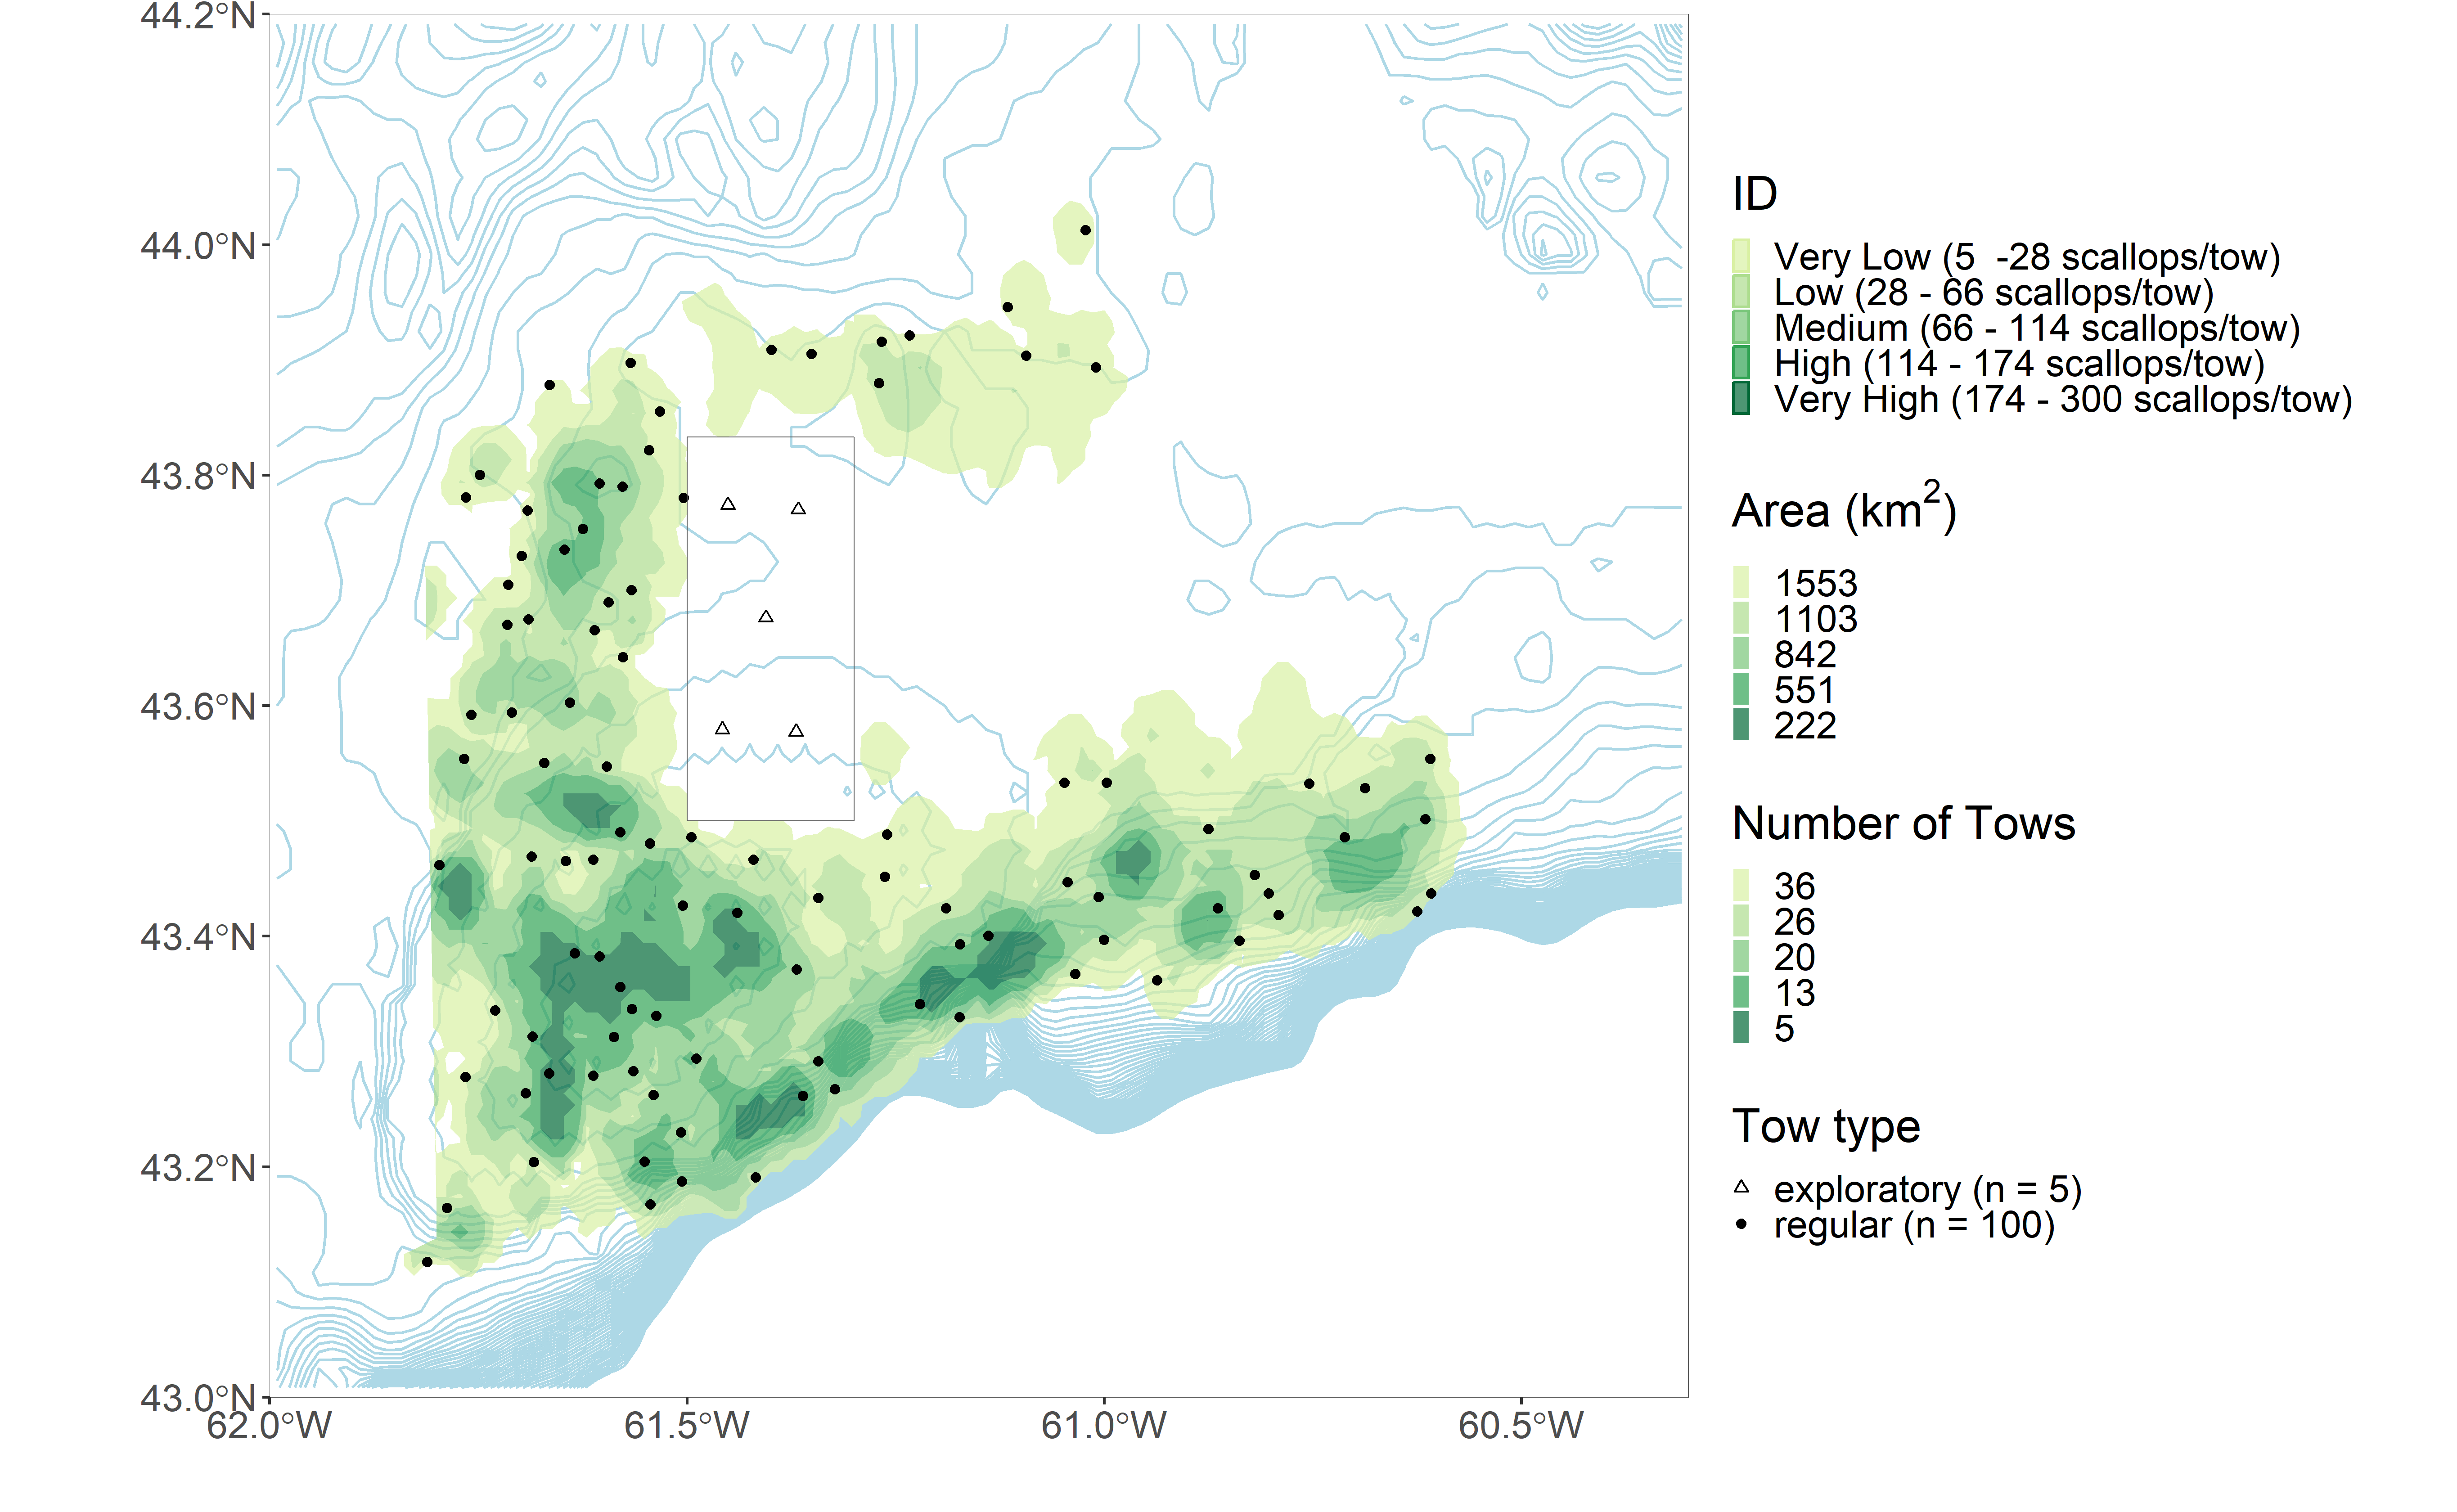 44.2°N
44.0°N
43.8°N
43.6°N
43.4°N
43.2°N
43.0°N
62.0°W
61.5°W
61.0°W
60.5°W
ID
Very Low (5  -28 scallops/tow)
Low (28 - 66 scallops/tow)
Medium (66 - 114 scallops/tow)
High (114 - 174 scallops/tow)
Very High (174 - 300 scallops/tow)
Area (km²)
1553
1103
842
551
222
Number of Tows
36
26
20
13
5
Tow type
exploratory (n = 5)
regular (n = 100)